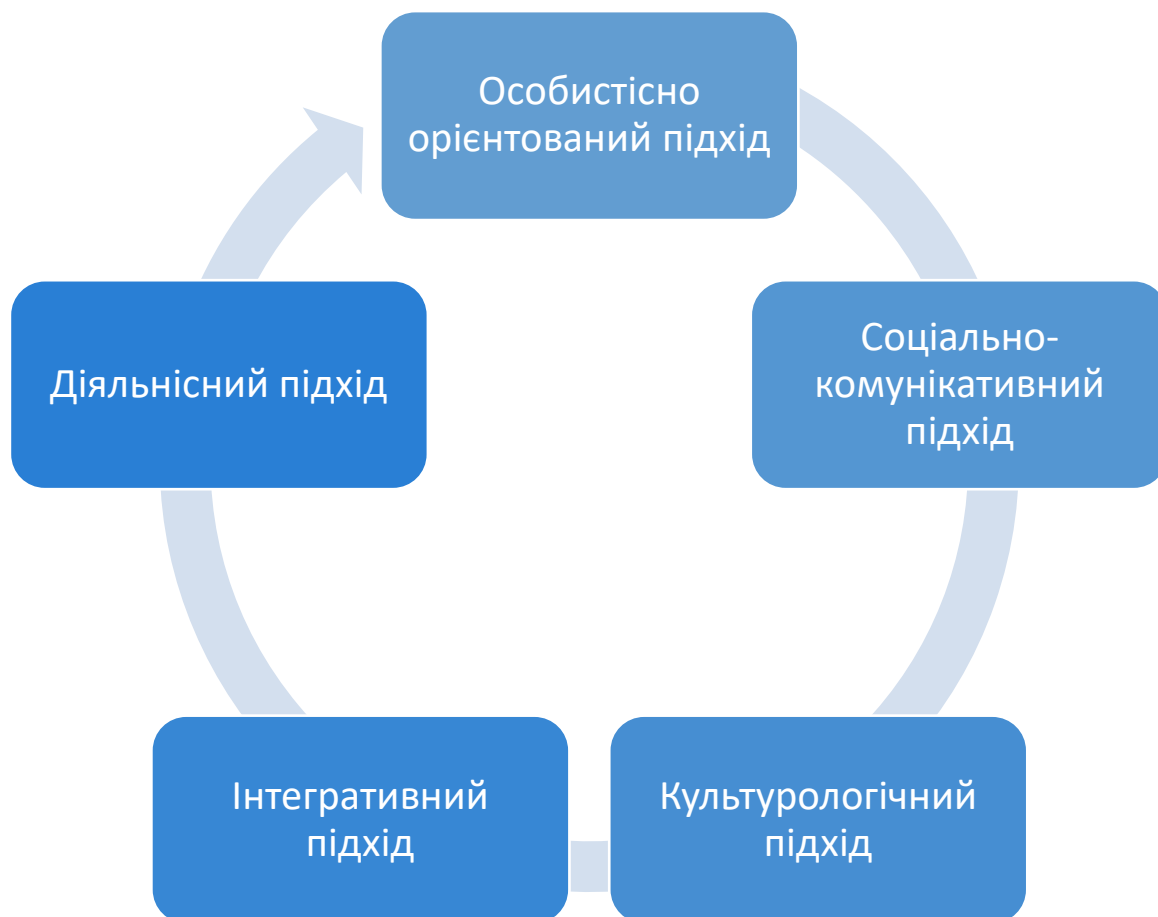 Особистісно
орієнтований підхід
Соціально-
комунікативний
підхід
Культурологічний
підхід
Інтегративний
підхід
Діяльнісний підхід